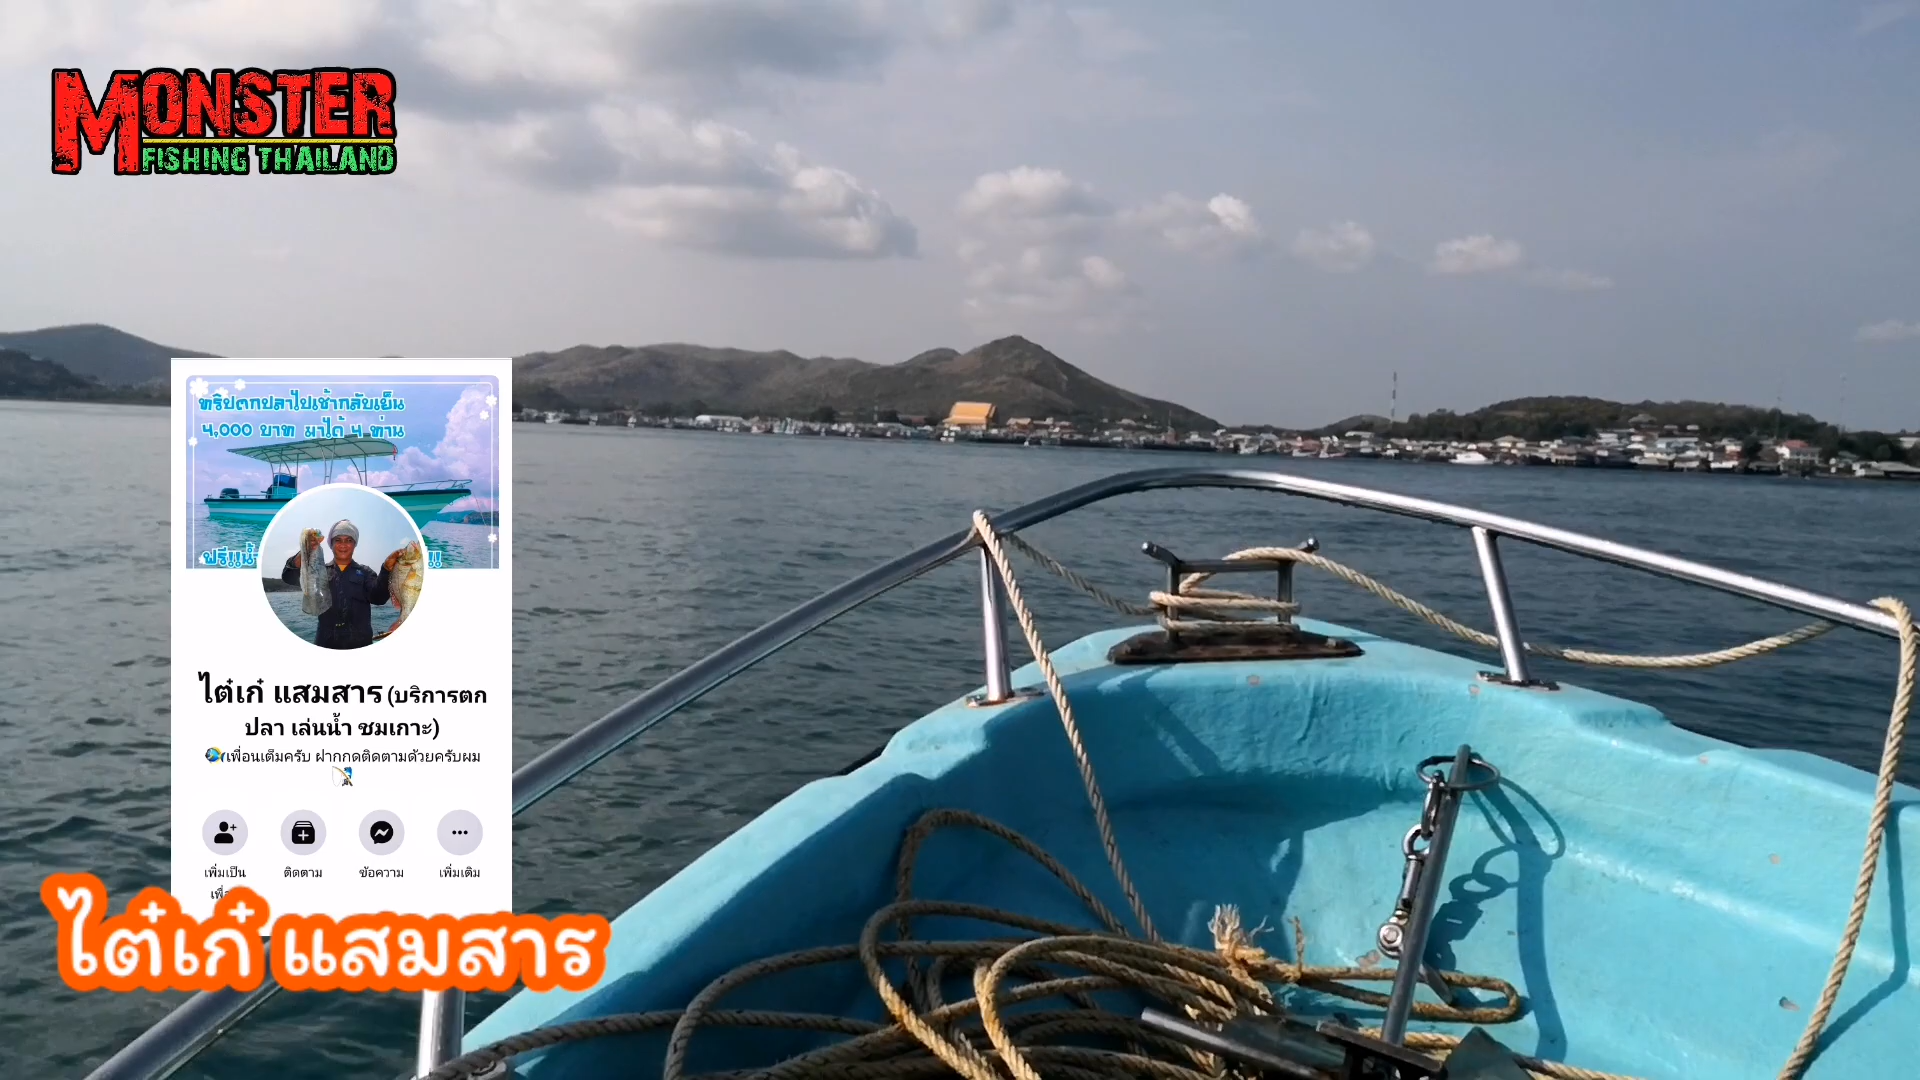 MONSTER
FISHING THAILAND
ทริปตกปลาไปเช้ากลับเย็น
4,000 บาท มาได้ 4 ท่าน
ฟรี!!น้ำ
ไต๋เก๋ แสมสาร (บริการตก
ปลา เล่นน้ำ ชมเกาะ)
เพื่อนเต็มครับ ฝากกดติดตามด้วยครับผม
เพิ่มเป็น
ติดตาม
ข้อความ
เพิ่มเติม
ไต๋เก๋ แสมสาร